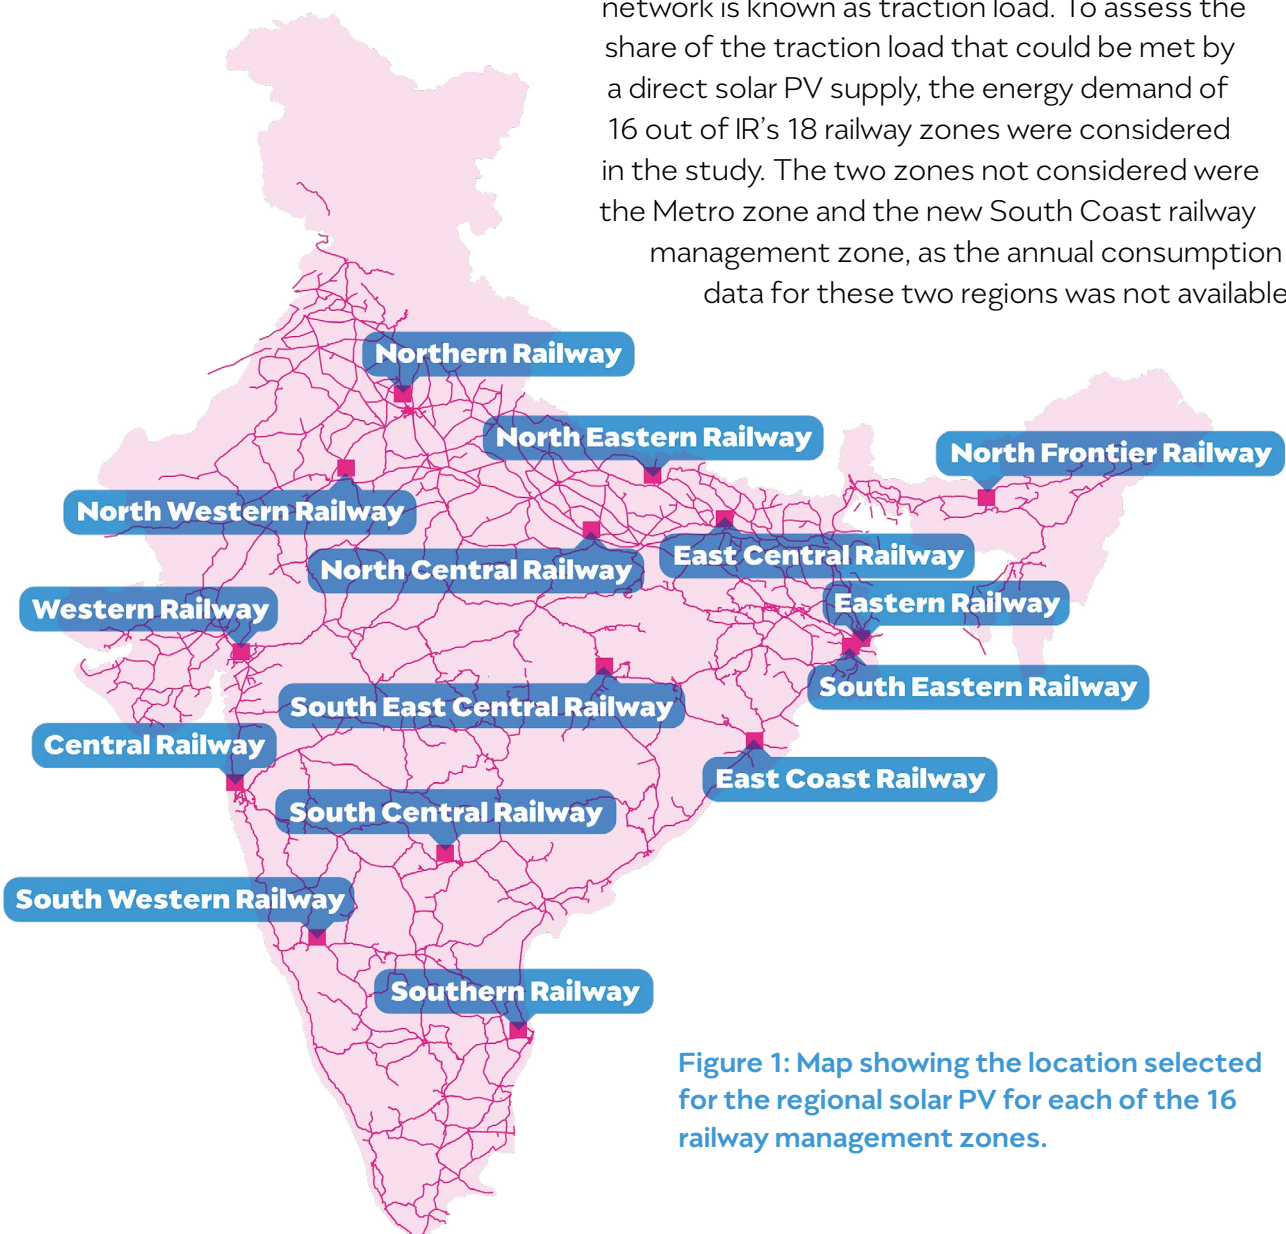 network is known as traction load. To assess the
share of the traction load that could be met by
a direct solar PV supply, the energy demand of
16 out of IR’s 18 railway zones were considered
in the study. The two zones not considered were
the Metro zone and the new South Coast railway
management zone, as the annual consumption
data for these two regions was not available
Northern Railway
North Eastern Railway
North Frontier Railway
North Western Railway
North Central Railway
East Central Railway
Western Railway
Eastern Railway
South Eastern Railway
South East Central Railway
Central Railway
East Coast Railway
South Central Railway
South Western Railway
Southern Railway
Figure 1: Map showing the location selected
for the regional solar PV for each of the 16
railway management zones.